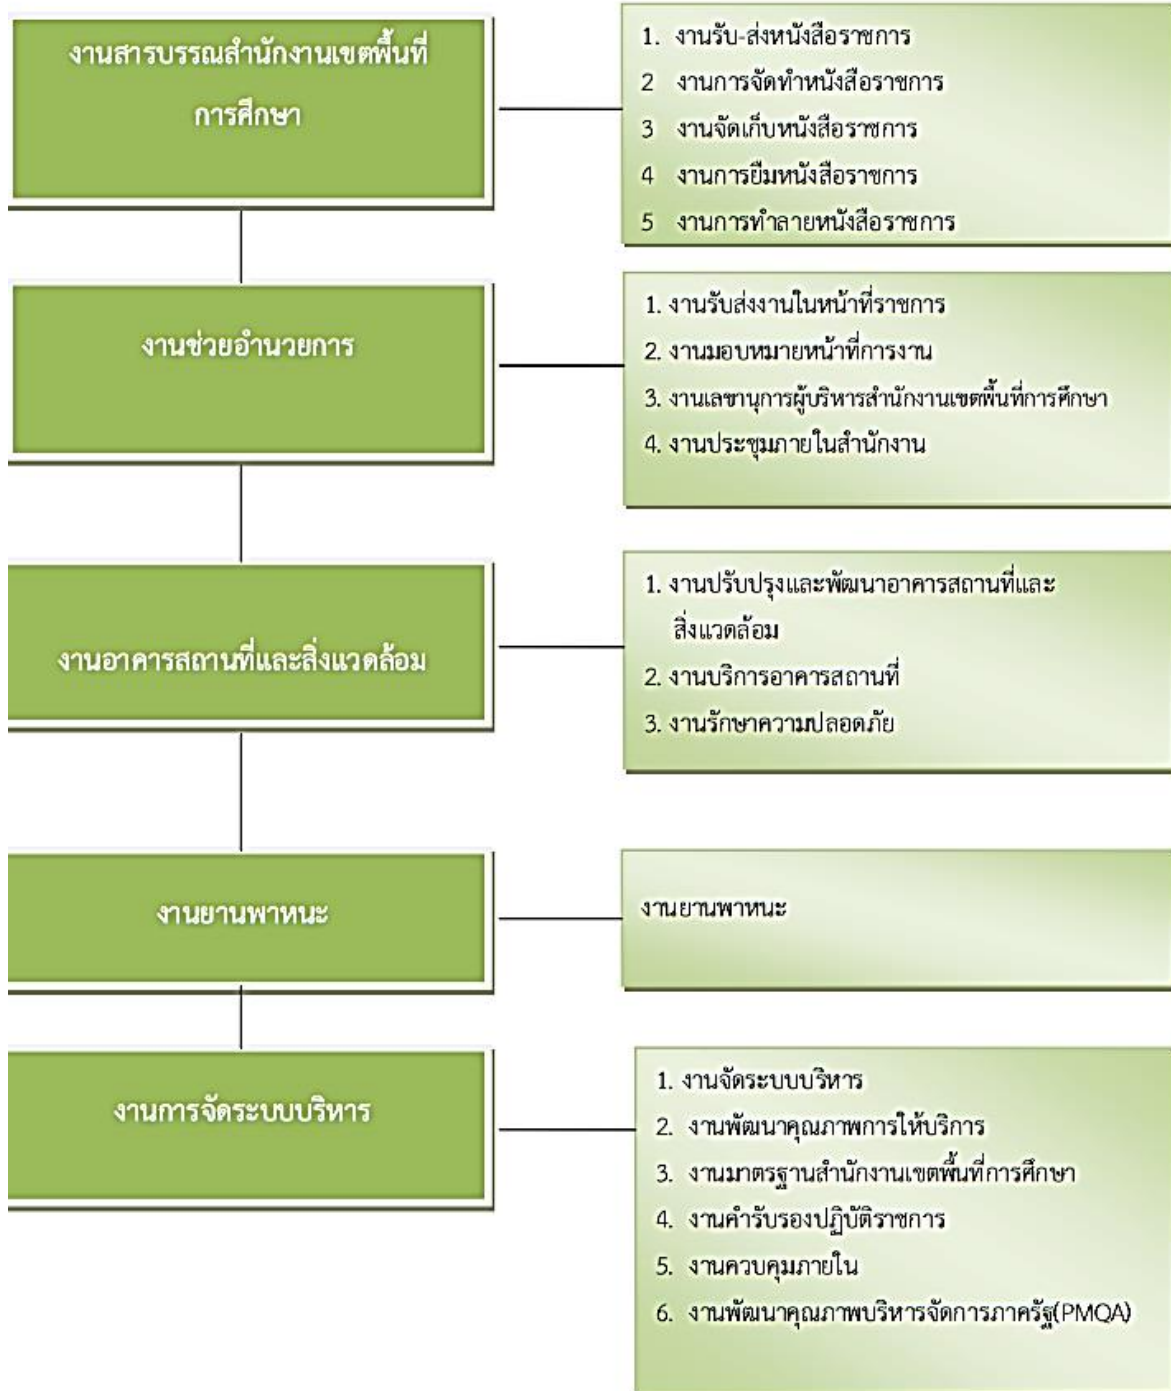 งานสารบรรณสำนักงานเขตพื้นที่
การศึกษา
1. งานรับ-ส่งหนังสือราชการ
2 งานการจัดทำหนังสือราชการ
3 งานจัดเก็บหนังสือราชการ
4 งานการยืมหนังสือราชการ
5 งานการทำลายหนังสือราชการ
งานช่วยอำนวยการ
1. งานรับส่งงานในหน้าที่ราชการ
2. งานมอบหมายหน้าที่การงาน
3. งานเลขานุการผู้บริหารสำนักงานเขตพื้นที่การศึกษา
4. งานประชุมภายในสำนักงาน
งานอาคารสถานที่และสิ่งแวดล้อม
1. งานปรับปรุงและพัฒนาอาคารสถานที่และ
สิ่งแวดล้อม
2. งานบริการอาคารสถานที่
3. งานรักษาความปลอดภัย
งานยานพาหนะ
งานยานพาหนะ
งานการจัดระบบบริหาร
1. งานจัดระบบบริหาร
2. งานพัฒนาคุณภาพการให้บริการ
3. งานมาตรฐานสำนักงานเขตพื้นที่การศึกษา
4. งานคำรับรองปฏิบัติราชการ
5. งานควบคุมภายใน
6. งานพัฒนาคุณภาพบริหารจัดการภาครัฐ(PMQA)